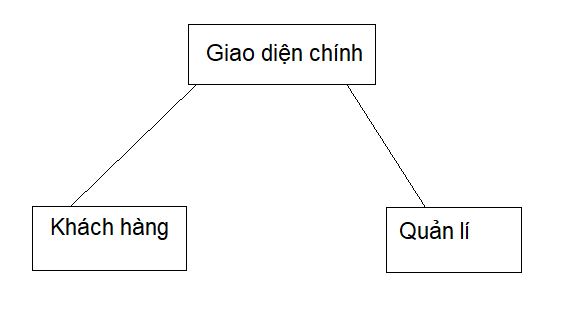 Giao diện chính
Khách hàng
Quản lí